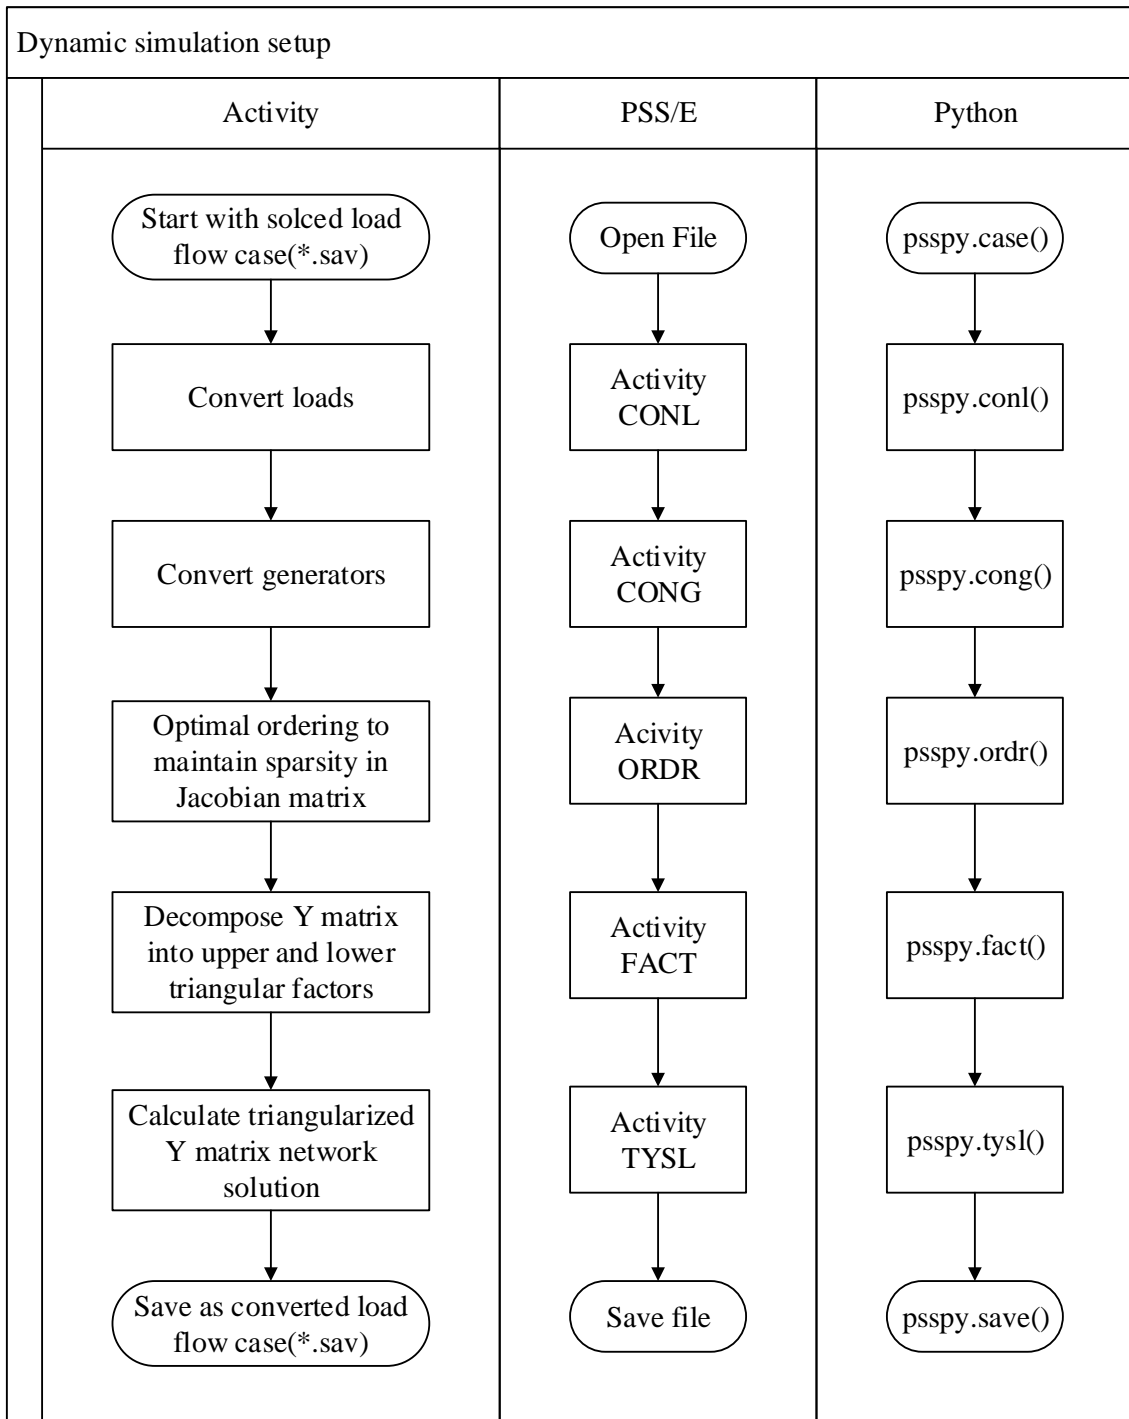 Dynamic simulation setup
Activity
PSS/E
Python
Start with solced load
flow case(*.sav)
Open File
psspy.case()
Convert loads
Activity
CONL
psspy.conl()
Convert generators
Activity
CONG
psspy.cong()
Optimal ordering to
maintain sparsity in
Jacobian matrix
Acivity
ORDR
psspy.ordr()
Decompose Y matrix
into upper and lower
triangular factors
Activity
FACT
psspy.fact()
Calculate triangularized
Y matrix network
solution
Activity
TYSL
psspy.tysl()
Save as converted load
flow case(*.sav)
Save file
psspy.save()